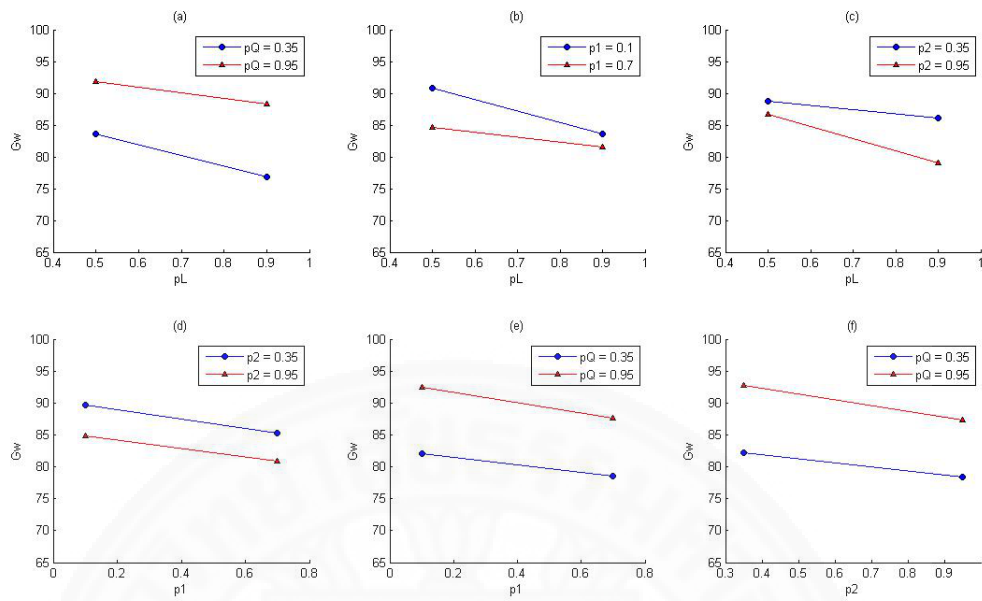 (a)
100
95
90
85
80
75
70
65
Gw
0.4 0.5 0.6 0.7 0.8 0.9 1
pL
pQ = 0.35
pQ = 0.95
(b)
100
95
90
85
80
75
70
65
Gw
0.4 0.5 0.6 0.7 0.8 0.9 1
pL
p1 = 0.1
p1 = 0.7
(c)
100
95
90
85
80
75
70
65
Gw
0.4 0.5 0.6 0.7 0.8 0.9 1
pL
p2 = 0.35
p2 = 0.95
(d)
100
95
90
85
80
75
70
65
Gw
0 0.2 0.4 0.6 0.8
p1
p2 = 0.35
p2 = 0.95
(e)
100
95
90
85
80
75
70
65
Gw
0 0.2 0.4 0.6 0.8
p1
pQ = 0.35
pQ = 0.95
(f)
100
95
90
85
80
75
70
65
Gw
0.3 0.4 0.5 0.6 0.7 0.8 0.9
p2
pQ = 0.35
pQ = 0.95